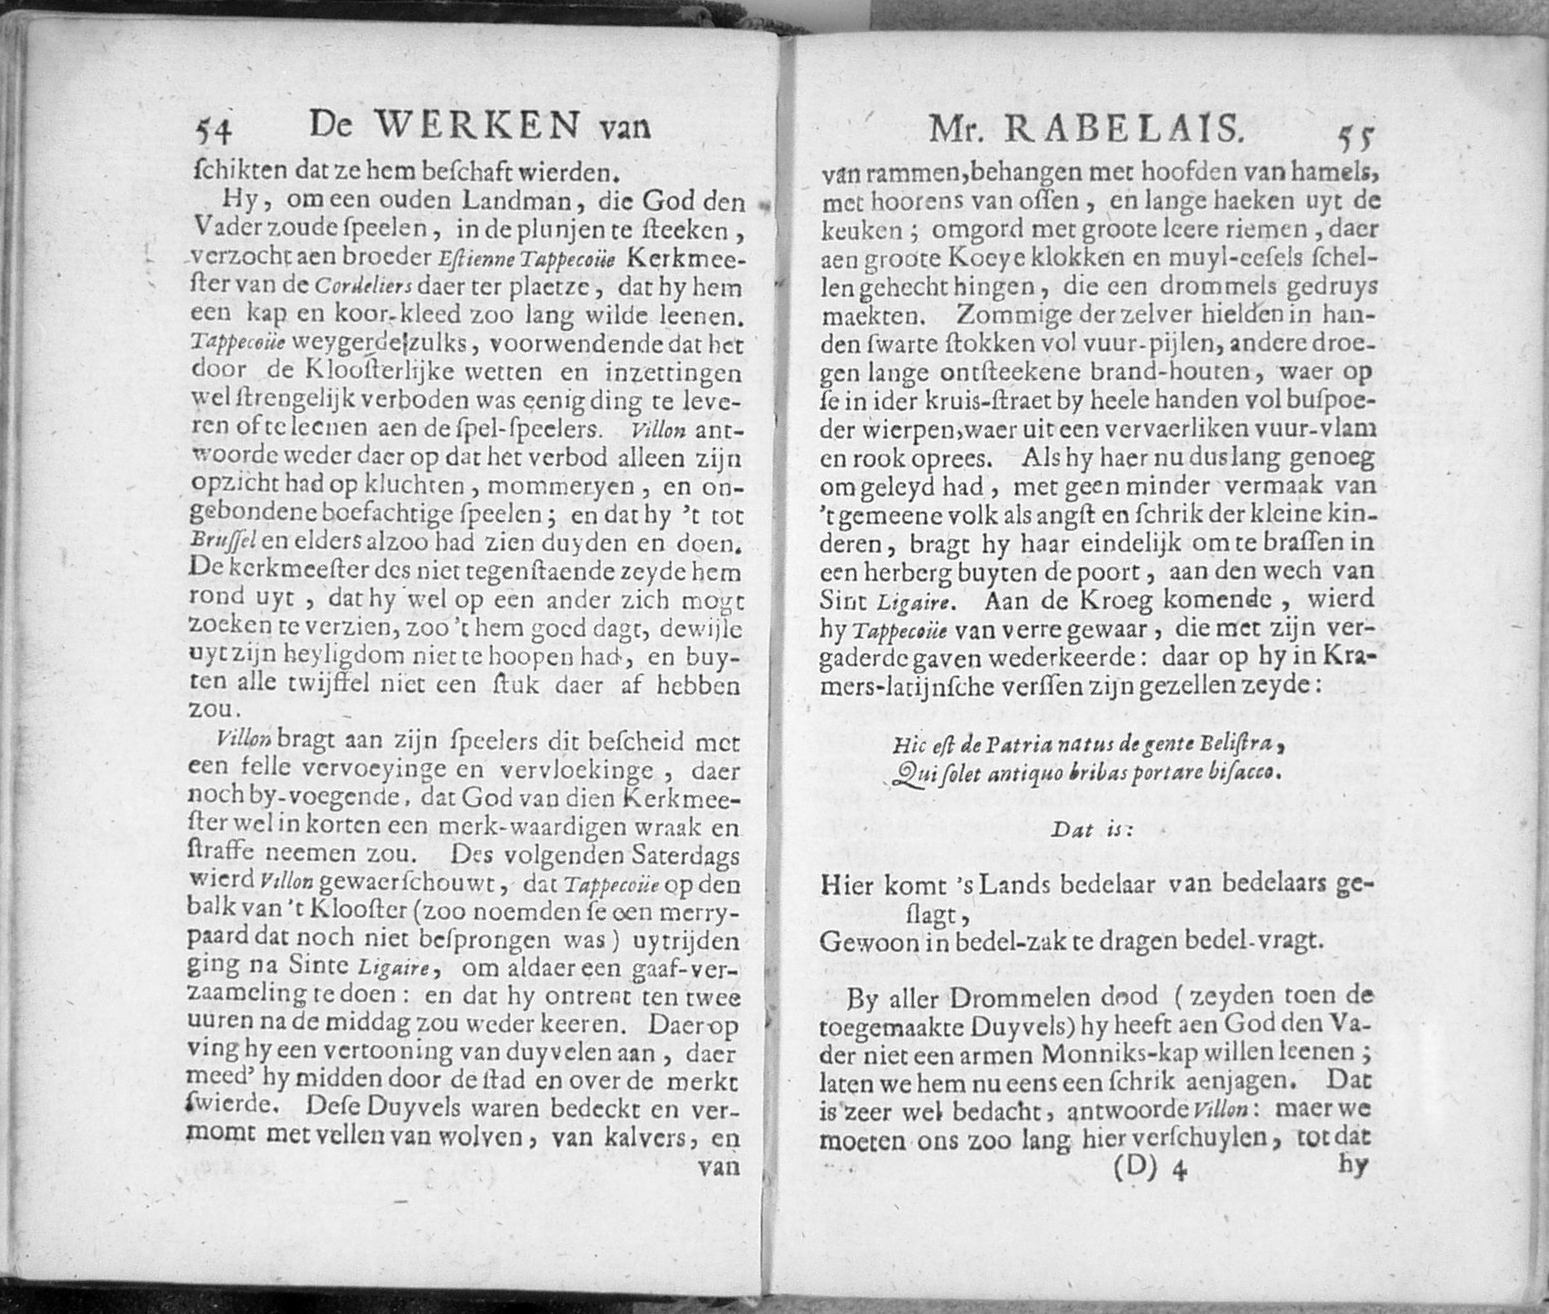 54 De WERKEN van
ſchikten dat ze hem beſchaft wierden.
Hy, om een ouden Landman, die God den
Vader zoude ſpeelen, in de plunjen te ſteeken,
verzocht aen broeder Eſtienne Tappecoüe Kerkmee-
ſter van de Cordeliers daer ter plaetze, dat hy hem
een kap en koor-kleed zoo lang wilde leenen.
Tappecoüe weygerde zulks, voorwendende dat het
door de Klooſterlijke wetten en inzettingen
wel ſtrengelijk verboden was eenig ding te leve-
ren of te leenen aen de ſpel-ſpeelers. Villon ant-
woorde weder daer op dat het verbod alleen zijn
opzicht had op kluchten, mommeryen, en on-
gebondene boefachtige ſpeelen; en dat hy 't tot
Bruſſel en elders alzoo had zien duyden en doen.
De kerkmeeſter des niet tegenſtaende zeyde hem
rond uyt, dat hy wel op een ander zich mogt
zoeken te verzien, zoo 't hem goed dagt, dewijle
uyt zijn heyligdom niet te hoopen had, en buy-
ten alle twijffel niet een ſtuk daer af hebben
zou.
Villon bragt aan zijn ſpeelers dit beſcheid met
een felle vervoeyinge en vervloekinge, daer
noch by-voegende, dat God van dien Kerkmee-
ſter wel in korten een merk-waardigen wraak en
ſtraffe neemen zou. Des volgenden Saterdags
wierd Villon gewaerſchouwt, dat Tappecoüe op den
balk van 't Klooſter (zoo noemden ſe een merry-
paard dat noch niet beſprongen was) uytrijden
ging na Sinte Ligaire, om aldaer een gaaf-ver-
zaameling te doen: en dat hy ontrent ten twee
uuren na de middag zou weder keeren. Daer op
ving hy een vertooning van duyvelen aan, daer
meed' hy midden door de ſtad en over de merkt
ſwierde. Deſe Duyvels waren bedeckt en ver-
momt met vellen van wolven, van kalvers, en
van
Mr. RABELAIS. 55
van rammen, behangen met hoofden van hamels,
met hoorens van oſſen, en lange haeken uyt de
keuken; omgord met groote leere riemen, daer
aen groote Koeye klokken en muyl-eeſels ſchel-
len gehecht hingen, die een drommels gedruys
maekten. Zommige der zelver hielden in han-
den ſwarte ſtokken vol vuur-pijlen, andere droe-
gen lange ontſteekene brand-houten, waer op
ſe in ider kruis-ſtraet by heele handen vol buſpoe-
der wierpen, waer uit een vervaerliken vuur-vlam
en rook oprees. Als hy haer nu dus lang genoeg
om geleyd had, met geen minder vermaak van
't gemeene volk als angſt en ſchrik der kleine kin-
deren, bragt hy haar eindelijk om te braſſen in
een herberg buyten de poort, aan den wech van
Sint Ligaire. Aan de Kroeg komende, wierd
hy Tappecoüe van verre gewaar, die met zijn ver-
gaderde gaven wederkeerde: daar op hy in Kra-
mers-latijnſche verſſen zijn gezellen zeyde:
Hic eſt de Patria natus de gente Beliſtra,
Qui ſolet antiquo bribas portare biſacco.
Dat is:
Hier komt 's Lands bedelaar van bedelaars ge-
ſlagt,
Gewoon in bedel-zak te dragen bedel-vragt.
By aller Drommelen dood (zeyden toen de
toegemaakte Duyvels) hy heeft aen God den Va-
der niet een armen Monniks-kap willen leenen;
laten we hem nu eens een ſchrik aenjagen. Dat
is zeer wel bedacht, antwoorde Villon: maer we
moeten ons zoo lang hier verſchuylen, tot dat
(D) 4 hy